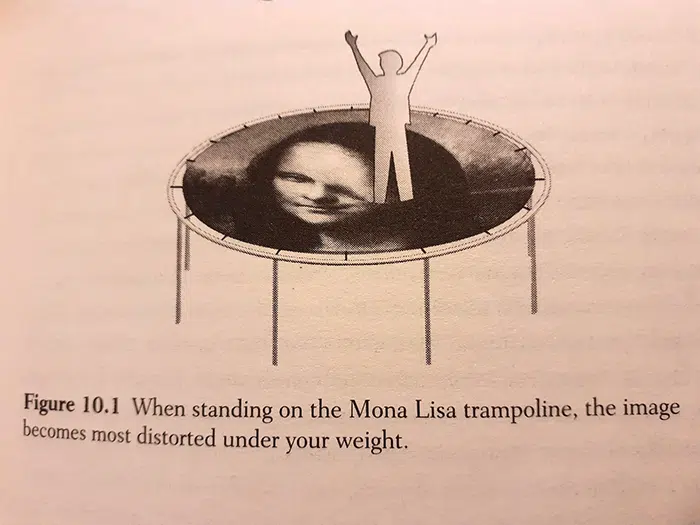 Figure 10.1 When standing on the Mona Lisa trampoline, the image
becomes most distorted under your weight.